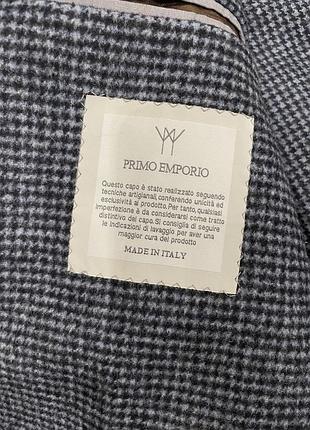 PRIMO EMPORIO
Questo capo è stato realizzato seguendo
tecniche artigianali, conferendo unicità ed
esclusività al prodotto. Per tanto, qualsiasi
imperfezione è da considerarsi come tratto
distintivo del capo. Si consiglia di seguire
le indicazioni di lavaggio per aver una
maggior cura del prodotto
MADE IN ITALY